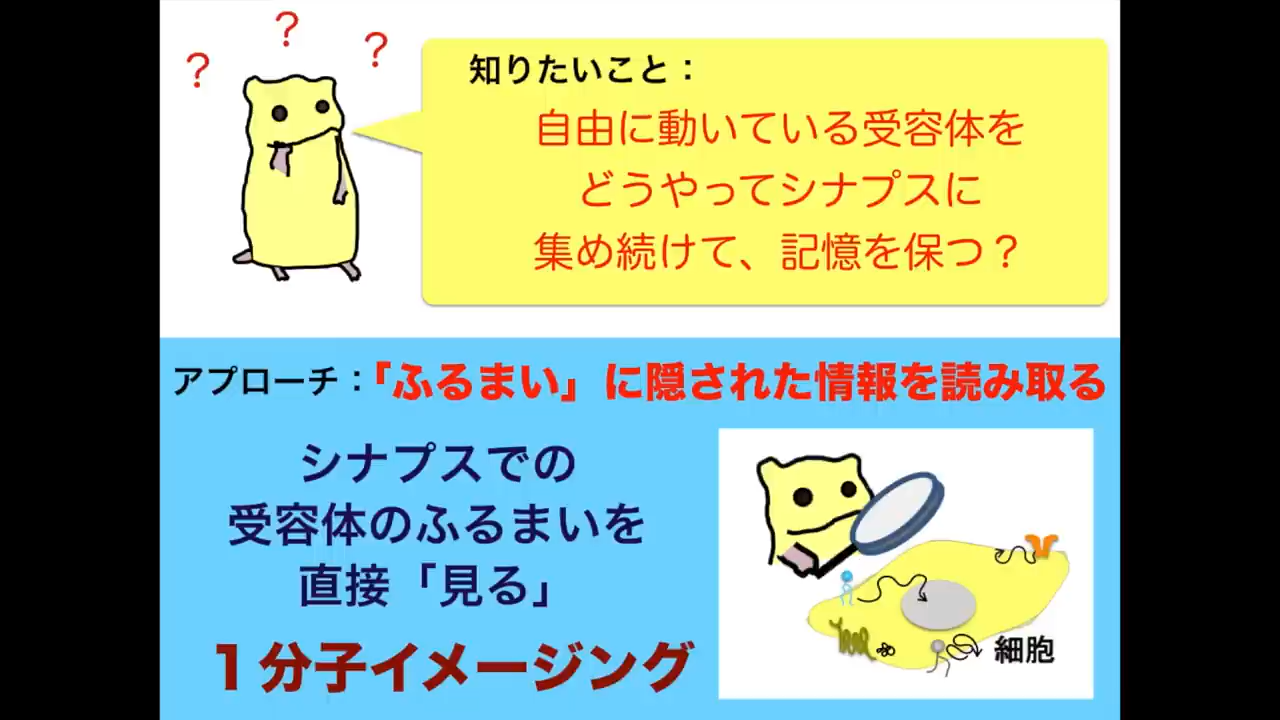 ? ? ?
知りたいこと：
自由に動いている受容体を
どうやってシナプスに
集め続けて、記憶を保つ？
アプローチ：「ふるまい」に隠された情報を読み取る
シナプスでの
受容体のふるまいを
直接「見る」
１分子イメージング
細胞